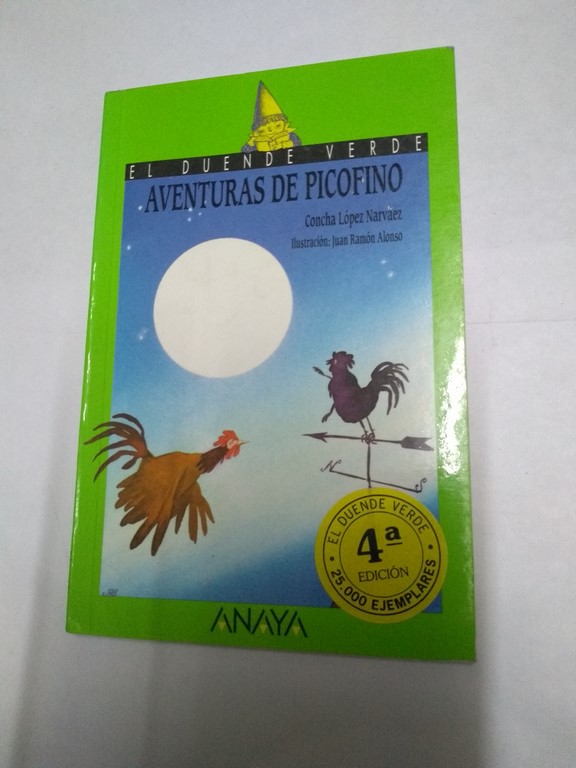 EL DUENDE VERDE
AVENTURAS DE PICOFINO
Concha López Narváez
Ilustración: Juan Ramón Alonso
N
S
EL DUENDE VERDE
4ª
EDICIÓN
25.000 EJEMPLARES
ANAYA